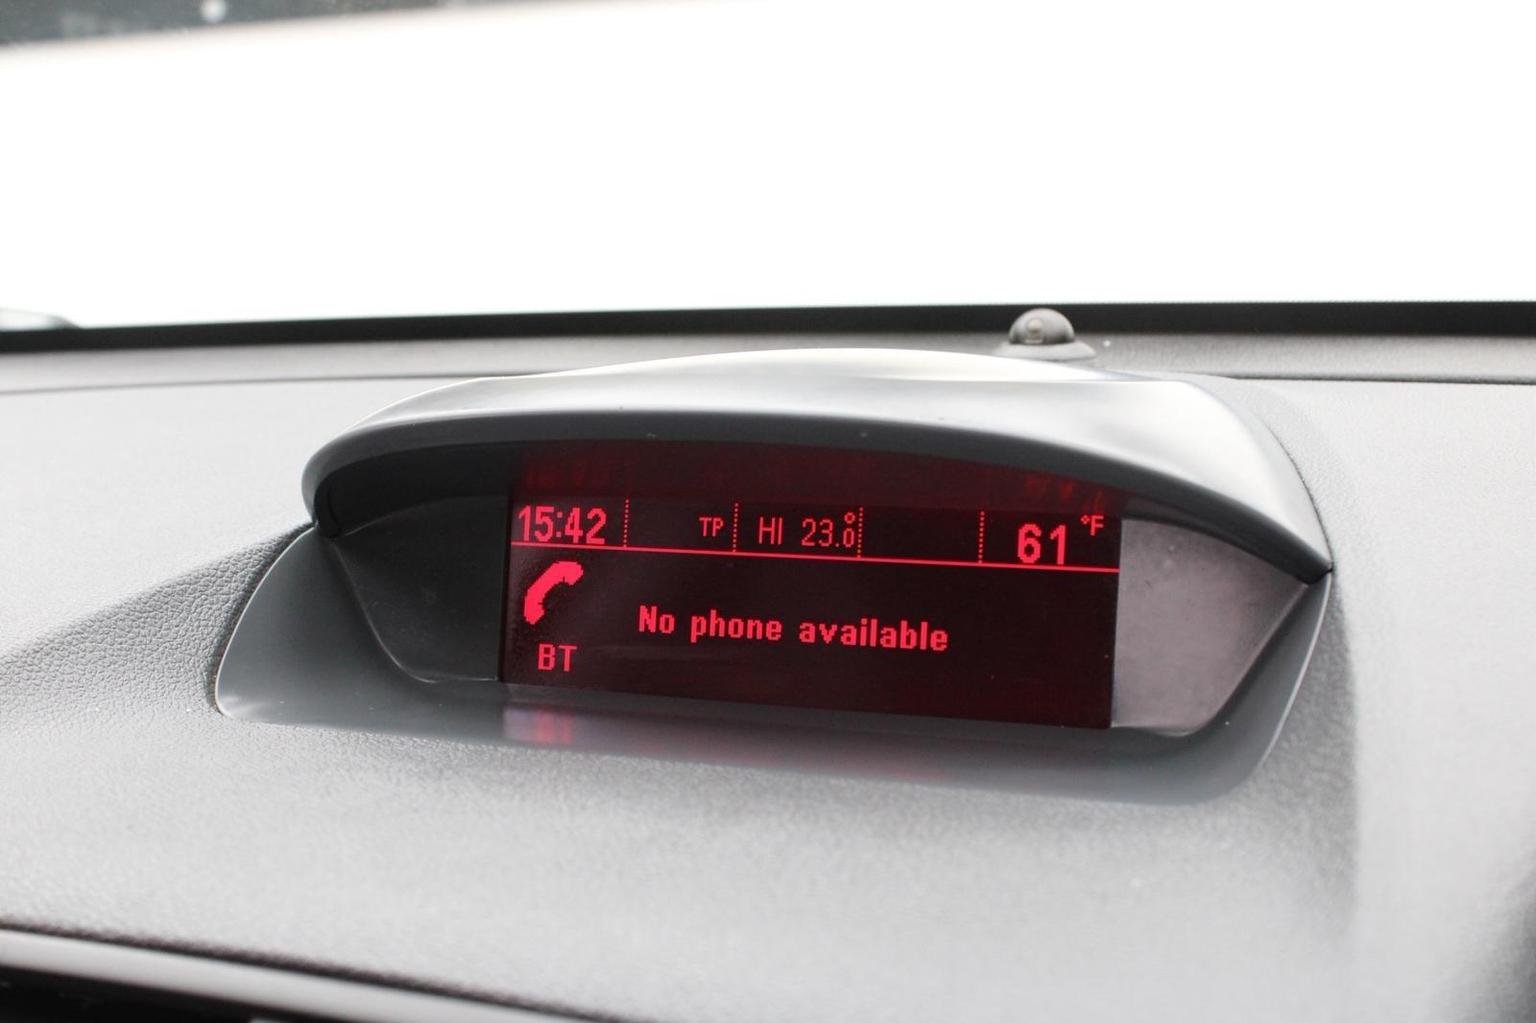 15:42 TP HI 23.0° 61 °F
No phone available
BT